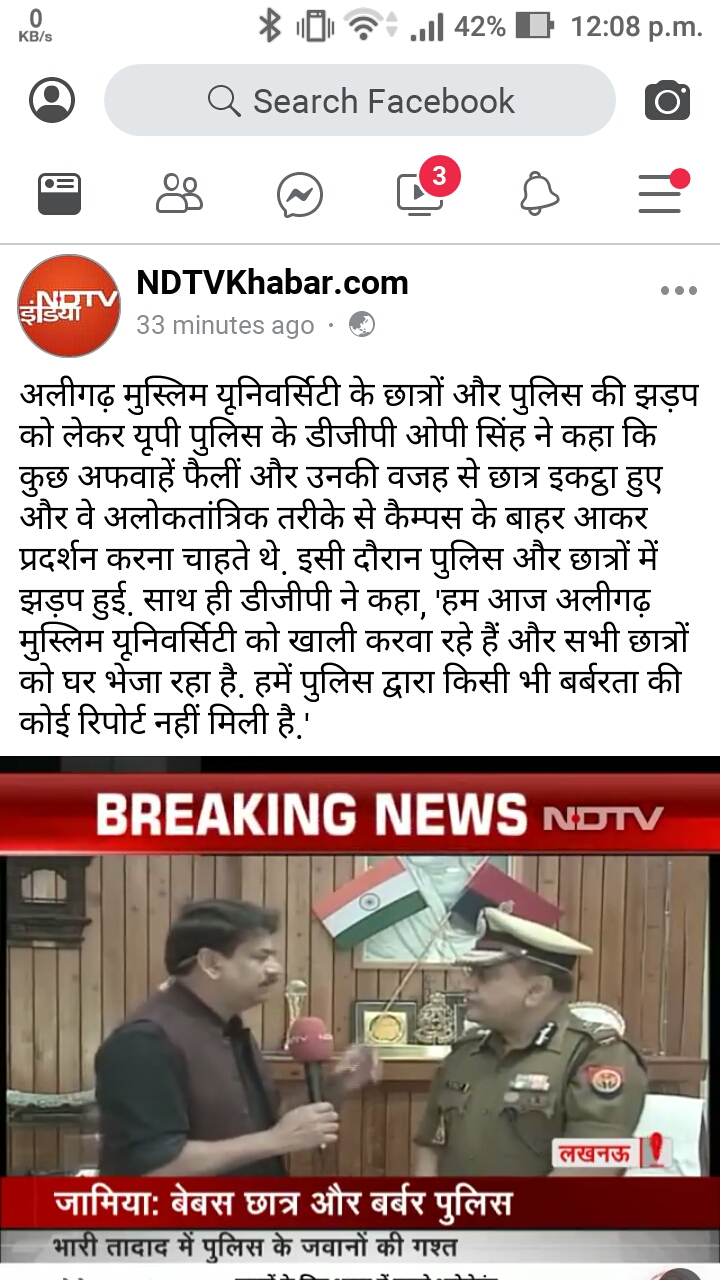 0
KB/s
42%
12:08 p.m.
Search Facebook
3
NDTV
इंडिया
NDTVKhabar.com
33 minutes ago ·
अलीगढ़ मुस्लिम यूनिवर्सिटी के छात्रों और पुलिस की झड़प
को लेकर यूपी पुलिस के डीजीपी ओपी सिंह ने कहा कि
कुछ अफवाहें फैलीं और उनकी वजह से छात्र इकट्ठा हुए
और वे अलोकतांत्रिक तरीके से कैम्पस के बाहर आकर
प्रदर्शन करना चाहते थे. इसी दौरान पुलिस और छात्रों में
झड़प हुई. साथ ही डीजीपी ने कहा, 'हम आज अलीगढ़
मुस्लिम यूनिवर्सिटी को खाली करवा रहे हैं और सभी छात्रों
को घर भेजा रहा है. हमें पुलिस द्वारा किसी भी बर्बरता की
कोई रिपोर्ट नहीं मिली है.'
BREAKING NEWS NDTV
लखनऊ
जामिया: बेबस छात्र और बर्बर पुलिस
भारी तादाद में पुलिस के जवानों की गश्त